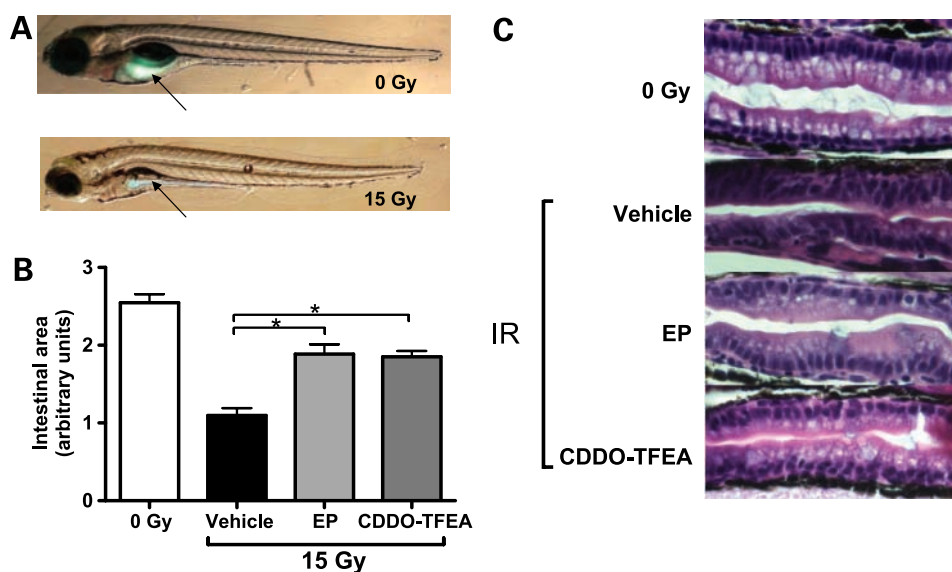 A
0 Gy
15 Gy
B
Intestinal area
(arbitrary units)
3
2
1
0
*
*
0 Gy
Vehicle
EP
CDDO-TFEA
15 Gy
C
0 Gy
Vehicle
EP
CDDO-TFEA
IR